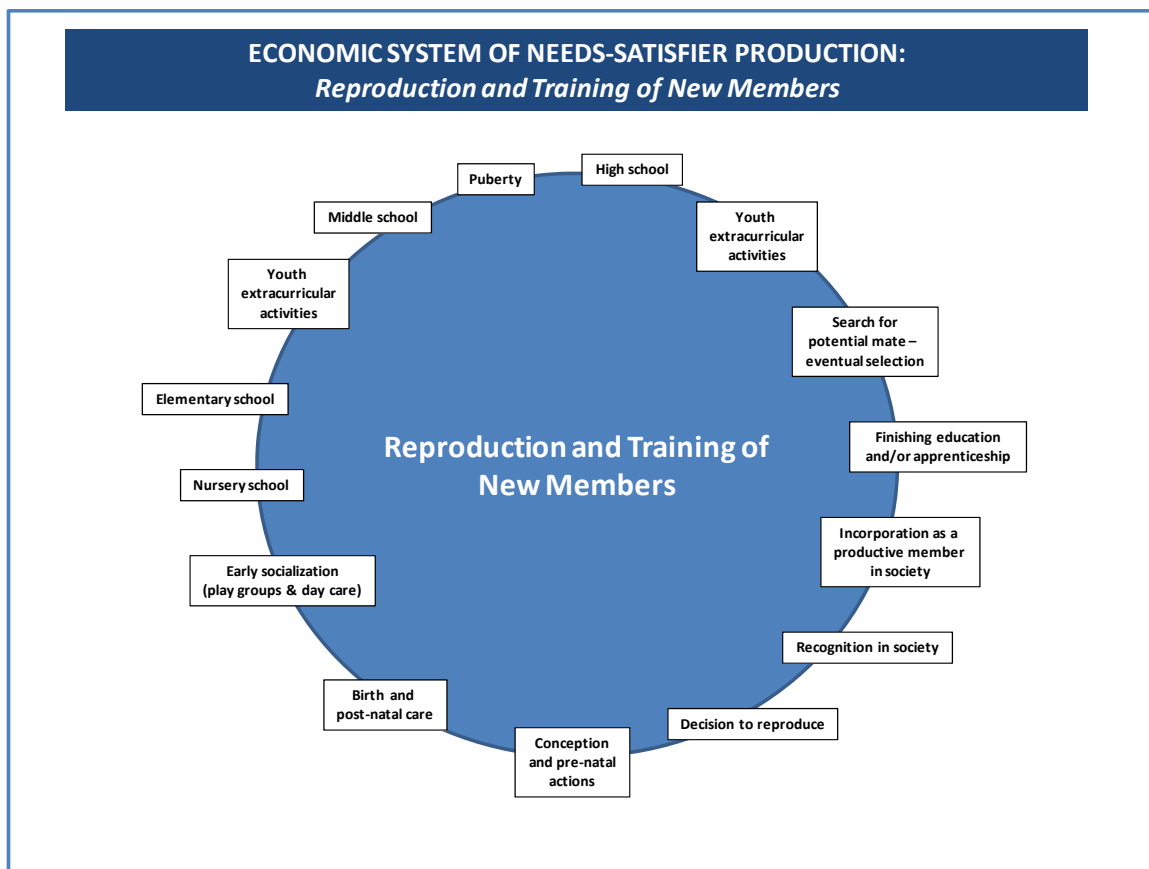 ECONOMIC SYSTEM OF NEEDS-SATISFIER PRODUCTION:
Reproduction and Training of New Members
High school
Puberty
Youth
extracurricular
activities
Middle school
Youth
extracurricular
activities
Search for
potential mate –
eventual selection
Elementary school
Finishing education
and/or apprenticeship
Reproduction and Training of
New Members
Nursery school
Incorporation as a
productive member
in society
Early socialization
(play groups & day care)
Recognition in society
Birth and
post-natal care
Decision to reproduce
Conception
and pre-natal
actions